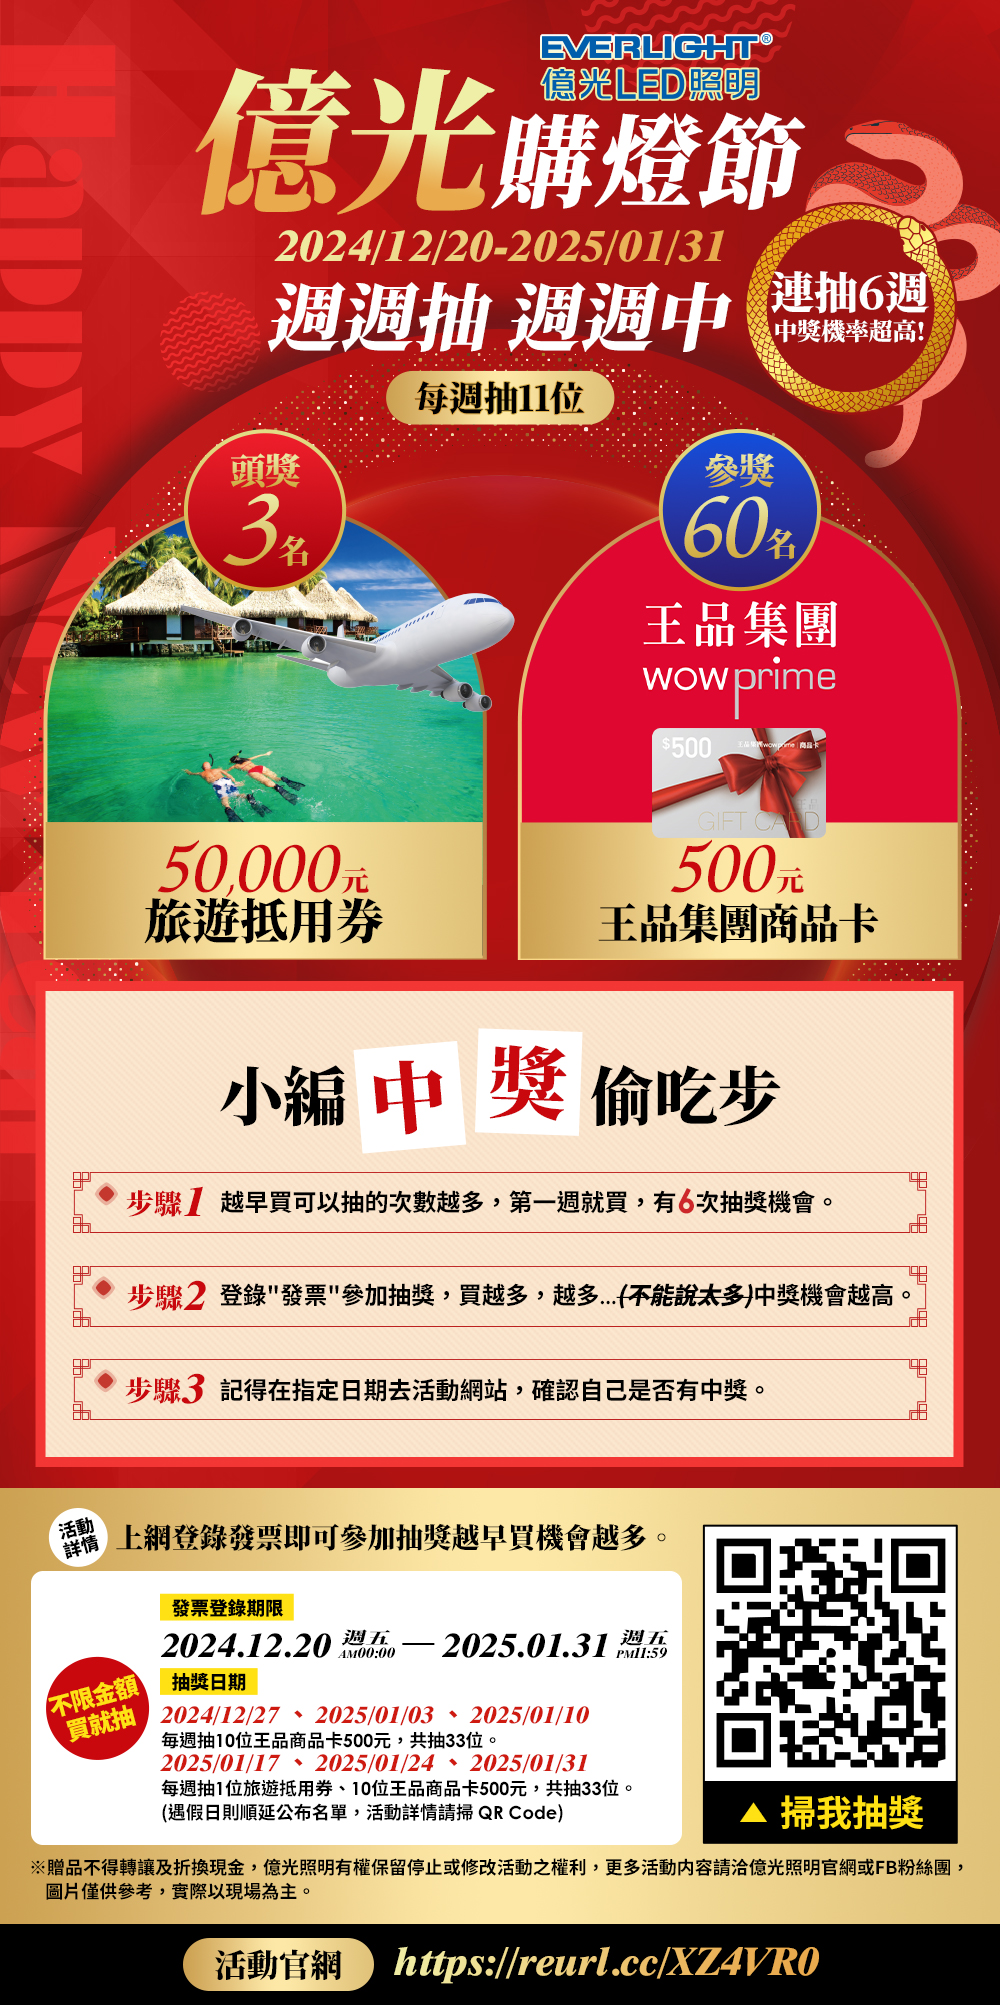 EVERLIGHT®
億光LED照明
億光購燈節
2024/12/20-2025/01/31
週週抽 週週中
連抽6週
中獎機率超高!
每週抽11位
頭獎
3名
參獎
60名
王品集團
wowprime
$500 王品集團wowprime 商品卡
GIFT CARD
50,000元
旅遊抵用券
500元
王品集團商品卡
小編中獎偷吃步
步驟1 越早買可以抽的次數越多，第一週就買，有6次抽獎機會。
步驟2 登錄"發票"參加抽獎，買越多，越多...(不能說太多)中獎機會越高。
步驟3 記得在指定日期去活動網站，確認自己是否有中獎。
活動詳情 上網登錄發票即可參加抽獎越早買機會越多。
不限金額
買就抽
發票登錄期限
2024.12.20 週五 AM00:00 — 2025.01.31 週五 PM11:59
抽獎日期
2024/12/27 、 2025/01/03 、 2025/01/10
每週抽10位王品商品卡500元，共抽33位。
2025/01/17 、 2025/01/24 、 2025/01/31
每週抽1位旅遊抵用券、10位王品商品卡500元，共抽33位。
(遇假日則順延公布名單，活動詳情請掃 QR Code)
▲ 掃我抽獎
※贈品不得轉讓及折換現金，億光照明有權保留停止或修改活動之權利，更多活動內容請洽億光照明官網或FB粉絲團，
圖片僅供參考，實際以現場為主。
活動官網 https://reurl.cc/XZ4VR0